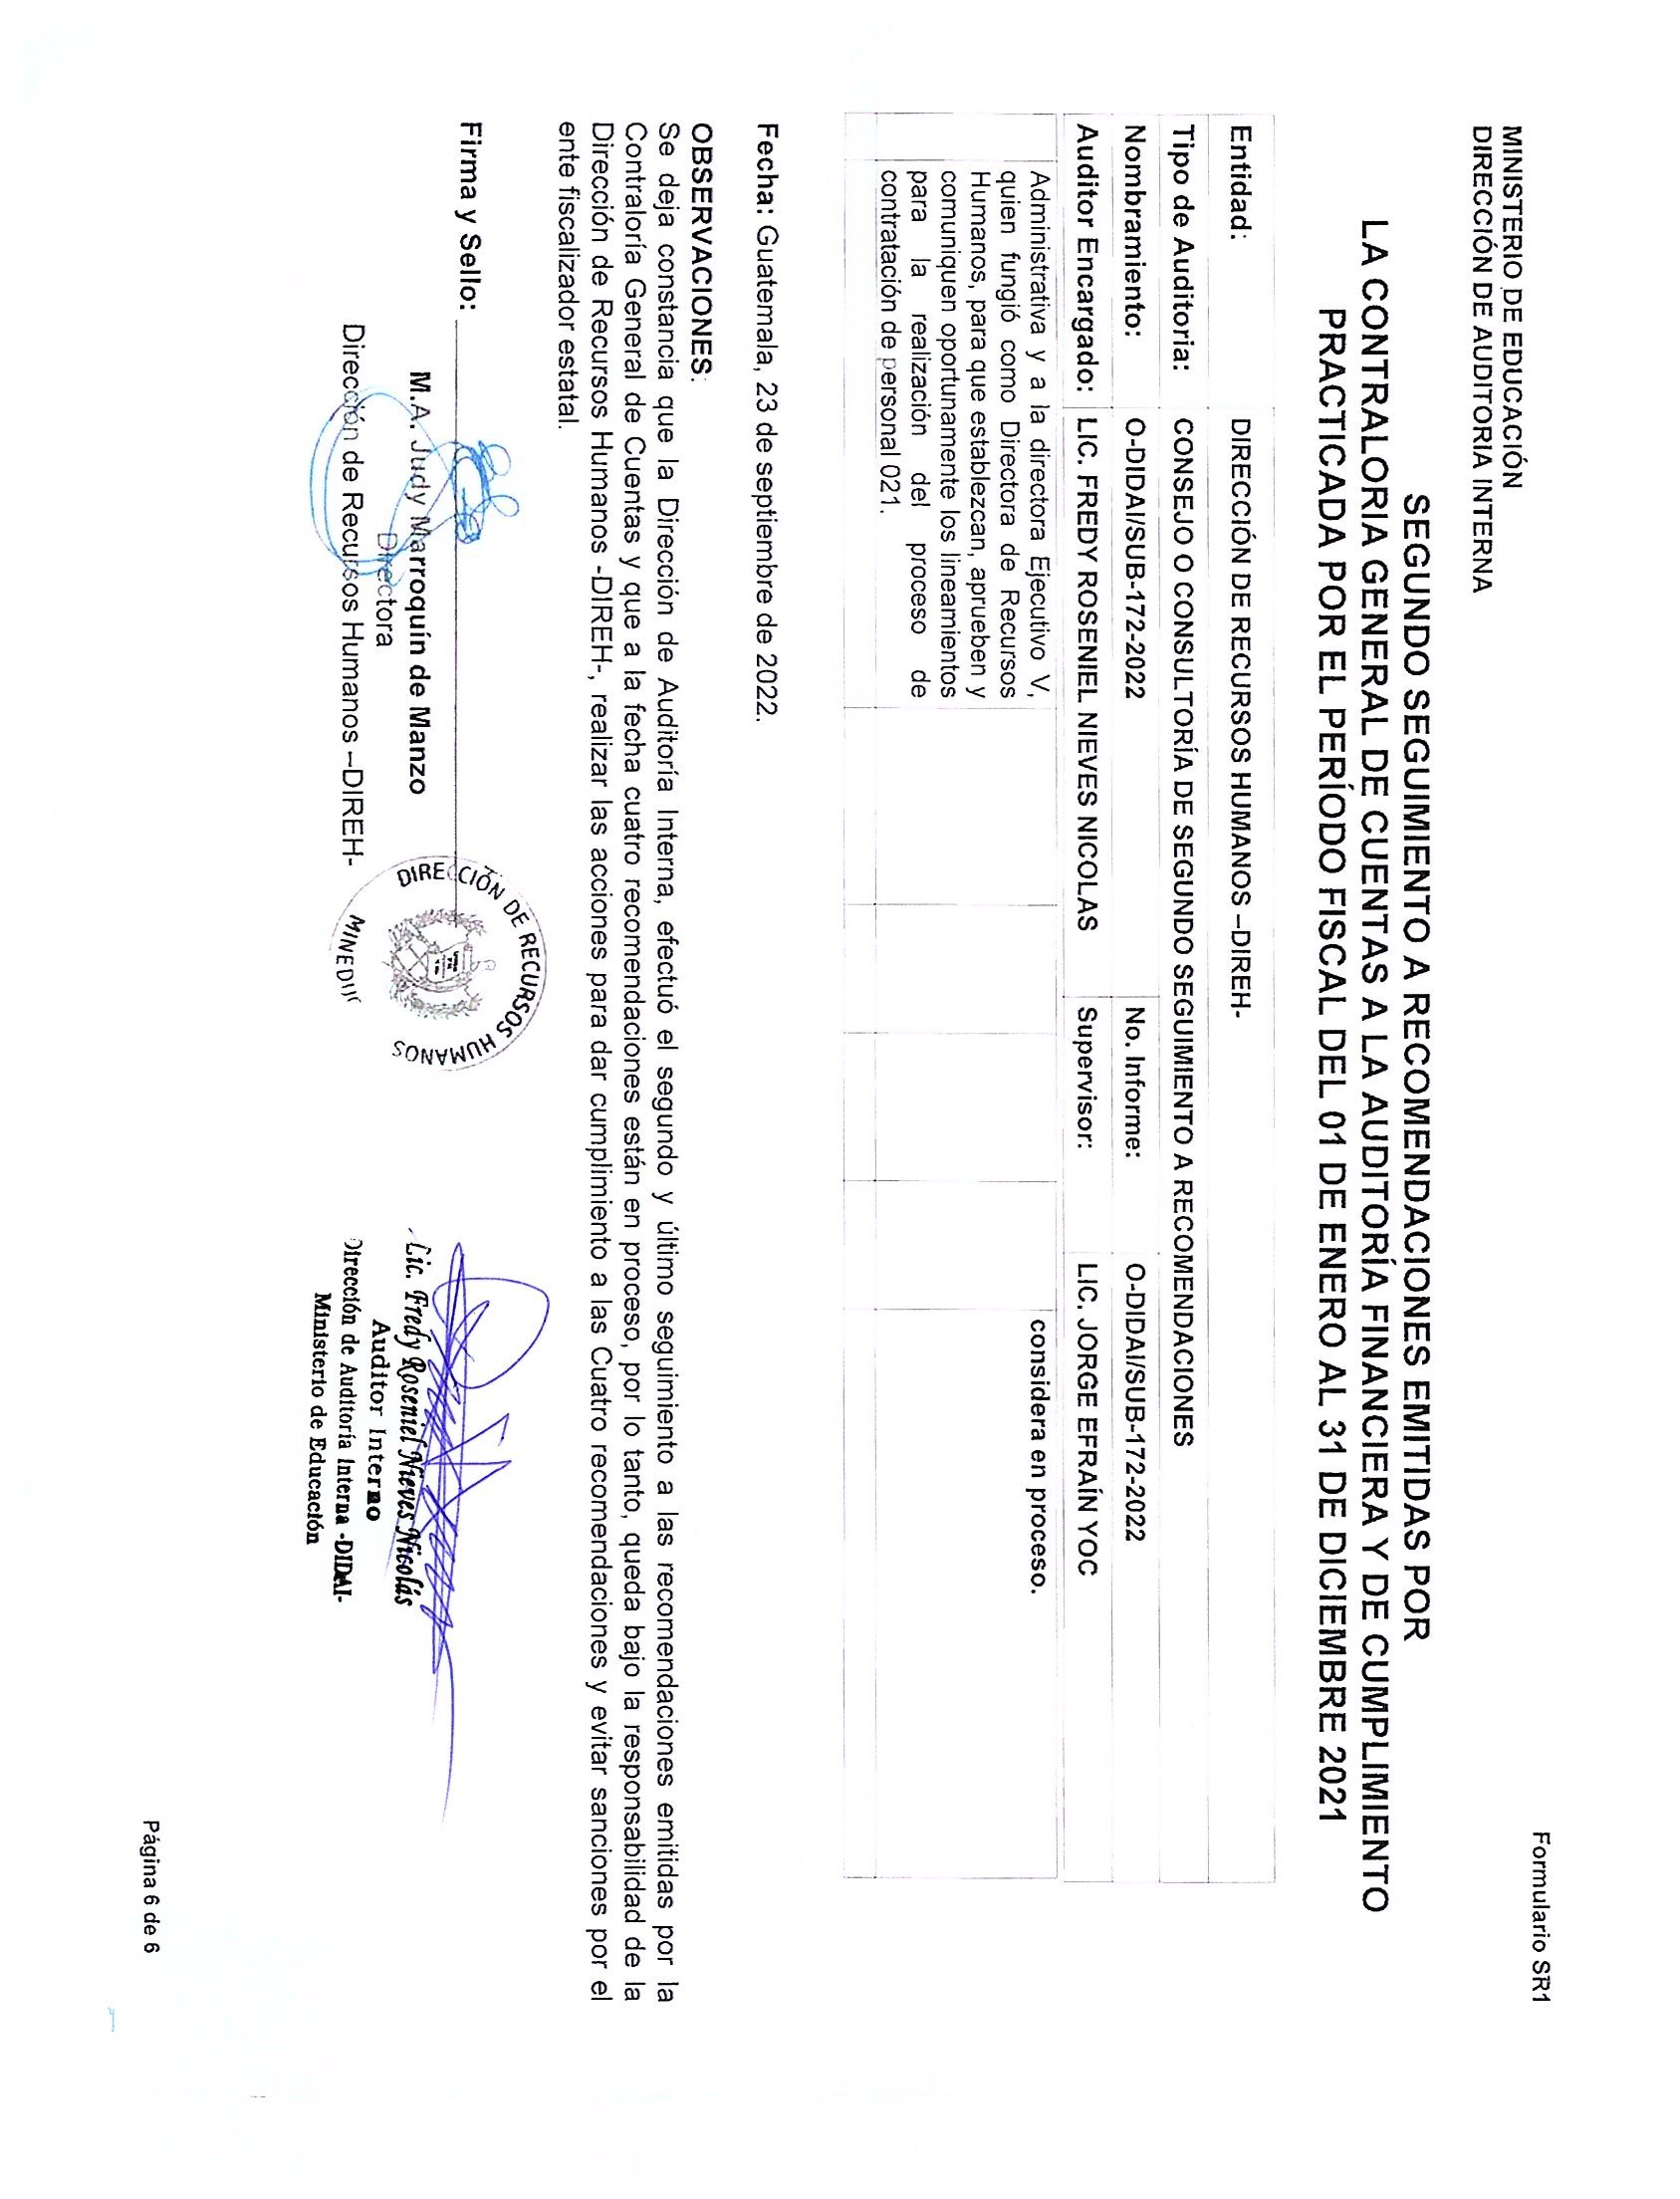 Formulario SR1
MINISTERIO DE EDUCACIÓN
DIRECCIÓN DE AUDITORIA INTERNA
SEGUNDO SEGUIMIENTO A RECOMENDACIONES EMITIDAS POR
LA CONTRALORIA GENERAL DE CUENTAS A LA AUDITORÍA FINANCIERA Y DE CUMPLIMIENTO
PRACTICADA POR EL PERÍODO FISCAL DEL 01 DE ENERO AL 31 DE DICIEMBRE 2021
Entidad: DIRECCIÓN DE RECURSOS HUMANOS –DIREH-
Tipo de Auditoria: CONSEJO O CONSULTORÍA DE SEGUNDO SEGUIMIENTO A RECOMENDACIONES
Nombramiento: O-DIDAI/SUB-172-2022 No. Informe: O-DIDAI/SUB-172-2022
Auditor Encargado: LIC. FREDY ROSENIEL NIEVES NICOLAS Supervisor: LIC. JORGE EFRAÍN YOC
Administrativa y a la directora Ejecutivo V, considera en proceso.
quien fungió como Directora de Recursos
Humanos, para que establezcan, aprueben y
comuniquen oportunamente los lineamientos
para la realización del proceso de
contratación de personal 021.
Fecha: Guatemala, 23 de septiembre de 2022.
OBSERVACIONES:
Se deja constancia que la Dirección de Auditoría Interna, efectuó el segundo y último seguimiento a las recomendaciones emitidas por la
Contraloría General de Cuentas y que a la fecha cuatro recomendaciones están en proceso, por lo tanto, queda bajo la responsabilidad de la
Dirección de Recursos Humanos -DIREH-, realizar las acciones para dar cumplimiento a las Cuatro recomendaciones y evitar sanciones por el
ente fiscalizador estatal.
Firma y Sello:
M.A. Judy Marroquín de Manzo
Directora
Dirección de Recursos Humanos –DIREH-
DIRECCIÓN DE RECURSOS HUMANOS
MINEDUC
Lic. Fredy Roseniel Nieves Nicolás
Auditor Interno
Dirección de Auditoría Interna -DIDAI-
Ministerio de Educación
Página 6 de 6